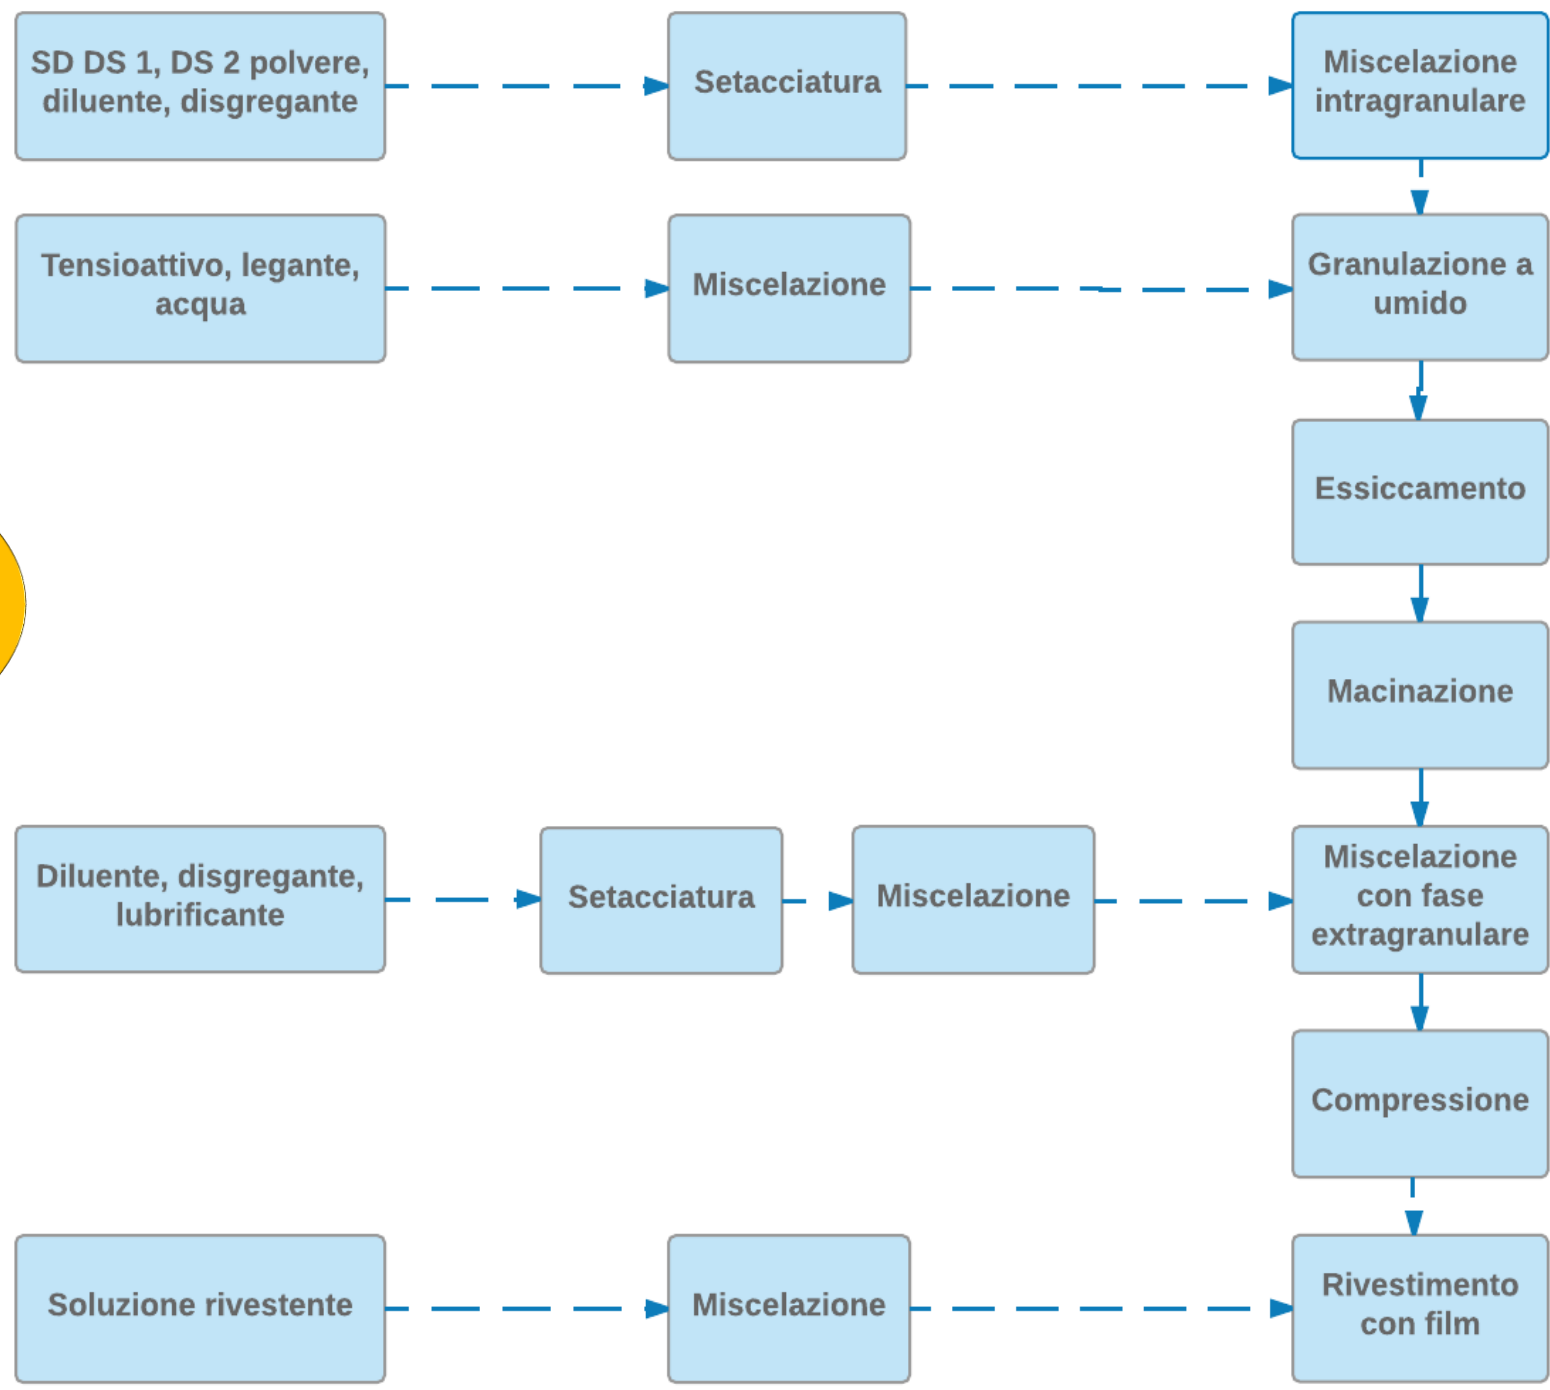 SD DS 1, DS 2 polvere,
diluente, disgregante
Setacciatura
Miscelazione
intragranulare
Tensioattivo, legante,
acqua
Miscelazione
Granulazione a
umido
Essiccamento
Macinazione
Diluente, disgregante,
lubrificante
Setacciatura
Miscelazione
Miscelazione
con fase
extragranulare
Compressione
Soluzione rivestente
Miscelazione
Rivestimento
con film